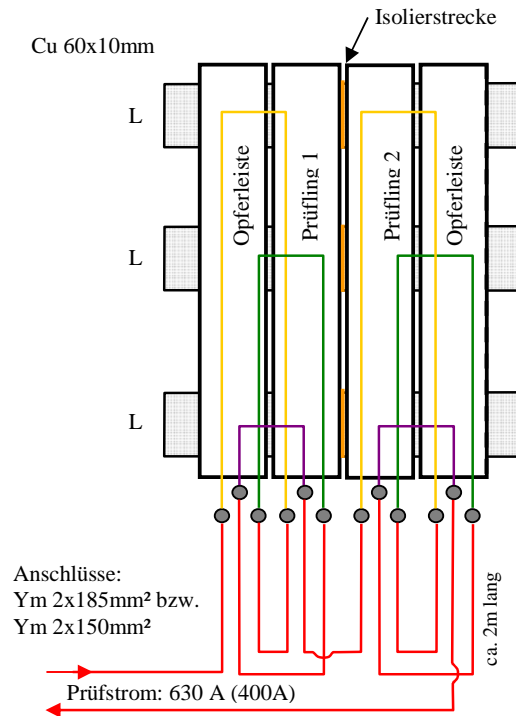 Isolierstrecke
Cu 60x10mm
L
Opferleiste
Prüfling 1
Prüfling 2
Opferleiste
L
L
Anschlüsse:
Ym 2x185mm² bzw.
Ym 2x150mm²
ca. 2m lang
Prüfstrom: 630 A (400A)